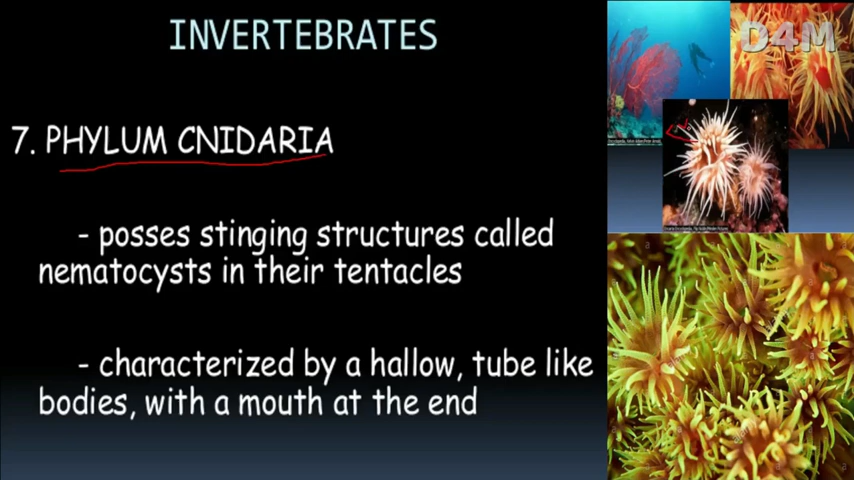 INVERTEBRATES
D4M
7. PHYLUM CNIDARIA
- posses stinging structures called
nematocysts in their tentacles
- characterized by a hallow, tube like
bodies, with a mouth at the end